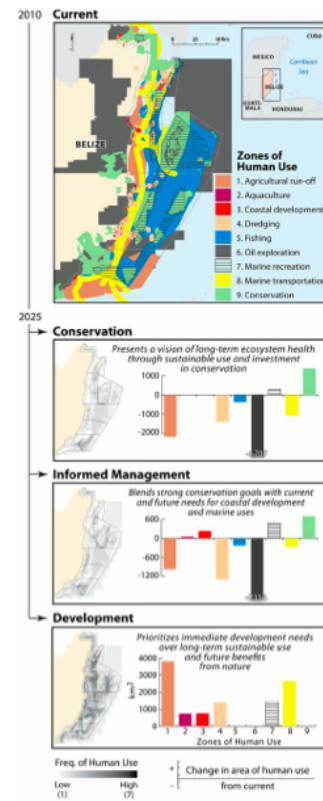 2010
Current
CUBA
MEXICO
Caribbean
Sea
BELIZE
GUATE-
MALA
HONDURAS
BELIZE
Zones of
Human Use
1. Agricultural run-off
2. Aquaculture
3. Coastal development
4. Dredging
5. Fishing
6. Oil exploration
7. Marine recreation
8. Marine transportation
9. Conservation
2025
Conservation
Presents a vision of long-term ecosystem health
through sustainable use and investment
in conservation
1000
0
-1000
-2000
Informed Management
Blends strong conservation goals with current
and future needs for coastal development
and marine uses
600
0
-600
-1200
Development
Prioritizes immediate development needs
over long-term sustainable use
and future benefits
from nature
4000
3000
2000
1000
0
km²
1 2 3 4 5 6 7 8 9
Zones of Human Use
Freq. of Human Use
Low
(1)
High
(7)
+
-
Change in area of human use
from current